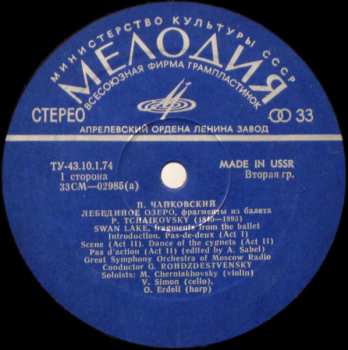 МИНИСТЕРСТВО КУЛЬТУРЫ СССР
МЕЛОДИЯ
ВСЕСОЮЗНАЯ ФИРМА ГРАМПЛАСТИНОК
СТЕРЕО
33
АПРЕЛЕВСКИЙ ОРДЕНА ЛЕНИНА ЗАВОД
ТУ-43.10.1.74
MADE IN USSR
1 сторона
Вторая гр.
33СМ—02985(а)
П. ЧАЙКОВСКИЙ
ЛЕБЕДИНОЕ ОЗЕРО, фрагменты из балета
P. TCHAIKOVSKY (1840—1893)
SWAN LAKE, fragments from the ballet
Introduction. Pas-de-deux (Act I)
Scene (Act II). Dance of the cygnets (Act II)
Pas d'action (Act II) (edited by A. Sabel)
Great Symphony Orchestra of Moscow Radio
Conductor G. ROHDZDESTVENSKY
Soloists: M. Cherniakhovsky (violin)
V. Simon (cello),
O. Erdeli (harp)